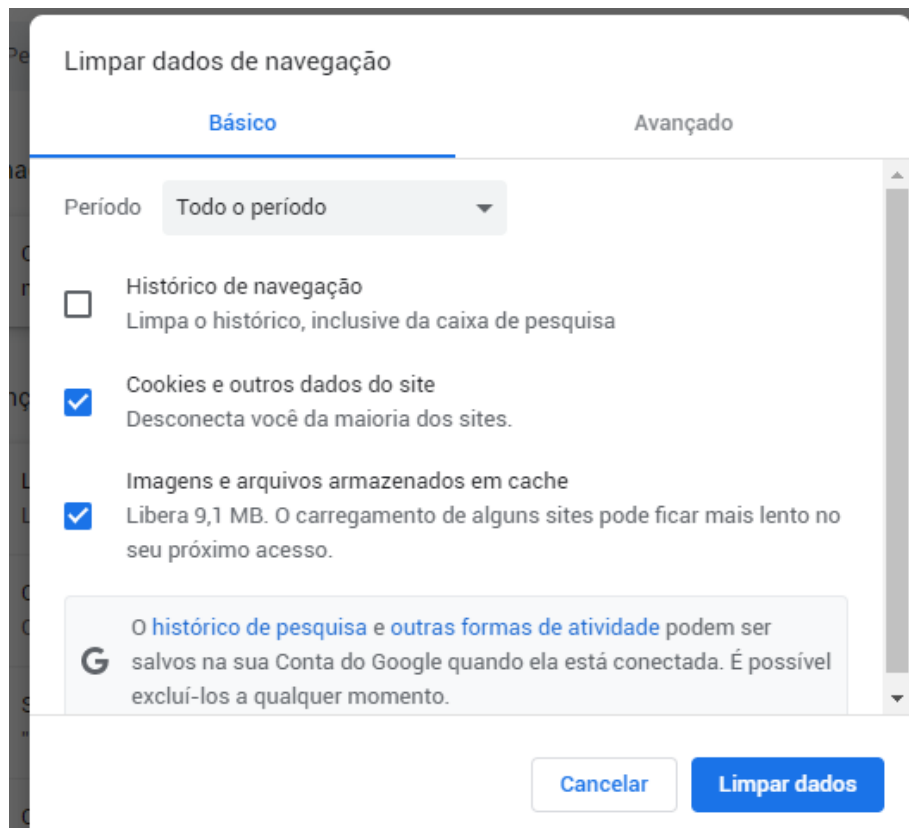 Limpar dados de navegação
Básico
Avançado
Período
Todo o período
Histórico de navegação
Limpa o histórico, inclusive da caixa de pesquisa
Cookies e outros dados do site
Desconecta você da maioria dos sites.
Imagens e arquivos armazenados em cache
Libera 9,1 MB. O carregamento de alguns sites pode ficar mais lento no
seu próximo acesso.
O histórico de pesquisa e outras formas de atividade podem ser
salvos na sua Conta do Google quando ela está conectada. É possível
excluí-los a qualquer momento.
Cancelar
Limpar dados